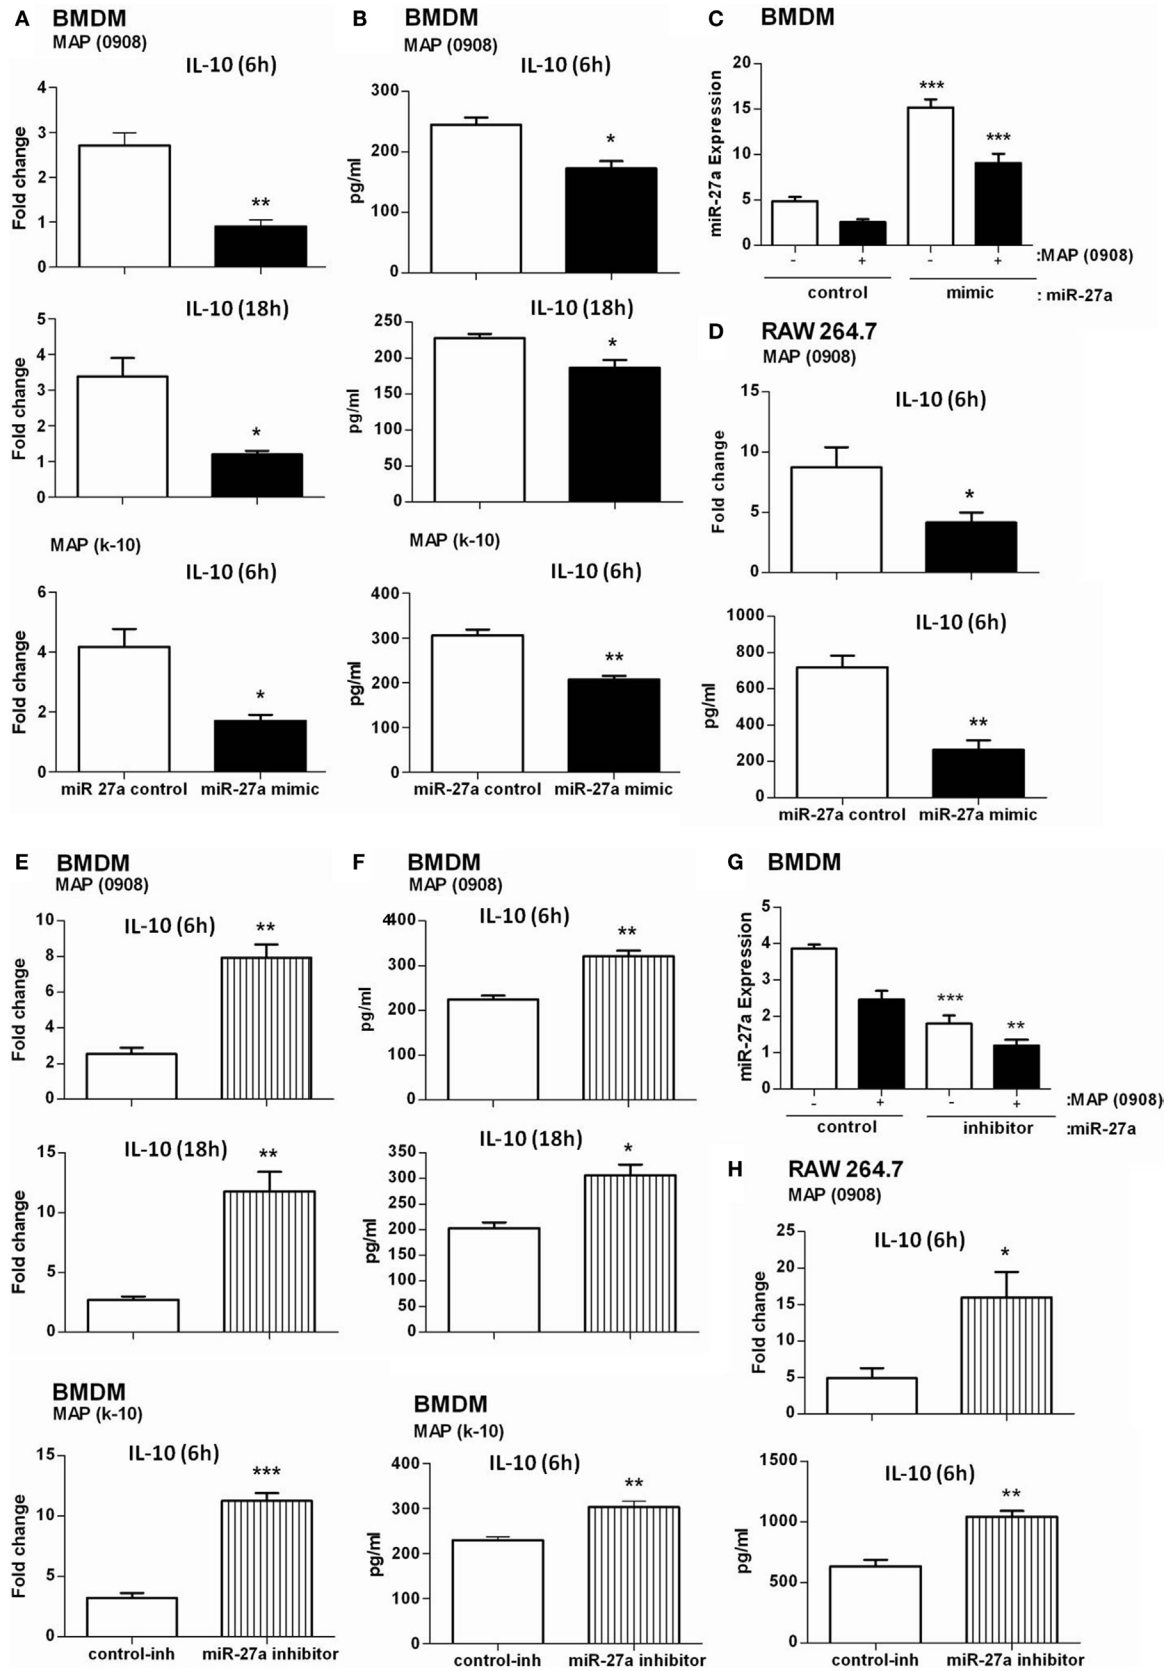 A BMDM
MAP (0908)
IL-10 (6h)
Fold change
4
3
2
1
0
**
IL-10 (18h)
Fold change
5
4
3
2
1
0
*
MAP (k-10)
IL-10 (6h)
Fold change
6
4
2
0
*
miR 27a control miR-27a mimic
B BMDM
MAP (0908)
IL-10 (6h)
pg/ml
300
200
100
0
*
IL-10 (18h)
pg/ml
250
200
150
100
50
0
*
MAP (k-10)
IL-10 (6h)
pg/ml
400
300
200
100
0
**
miR-27a control miR-27a mimic
C BMDM
miR-27a Expression
20
15
10
5
0
***
***
- + - + :MAP (0908)
control mimic : miR-27a
D RAW 264.7
MAP (0908)
IL-10 (6h)
Fold change
15
10
5
0
*
IL-10 (6h)
pg/ml
1000
800
600
400
200
0
**
miR-27a control miR-27a mimic
E BMDM
MAP (0908)
IL-10 (6h)
Fold change
10
8
6
4
2
0
**
IL-10 (18h)
Fold change
15
10
5
0
**
BMDM
MAP (k-10)
IL-10 (6h)
Fold change
15
10
5
0
***
control-inh miR-27a inhibitor
F BMDM
MAP (0908)
IL-10 (6h)
pg/ml
400
300
200
100
0
**
IL-10 (18h)
pg/ml
350
300
250
200
150
100
50
0
*
BMDM
MAP (k-10)
IL-10 (6h)
pg/ml
400
300
200
100
0
**
control-inh miR-27a inhibitor
G BMDM
miR-27a Expression
5
4
3
2
1
0
***
**
- + - + :MAP (0908)
control inhibitor :miR-27a
H RAW 264.7
MAP (0908)
IL-10 (6h)
Fold change
25
20
15
10
5
0
*
IL-10 (6h)
pg/ml
1500
1000
500
0
**
control-inh miR-27a inhibitor